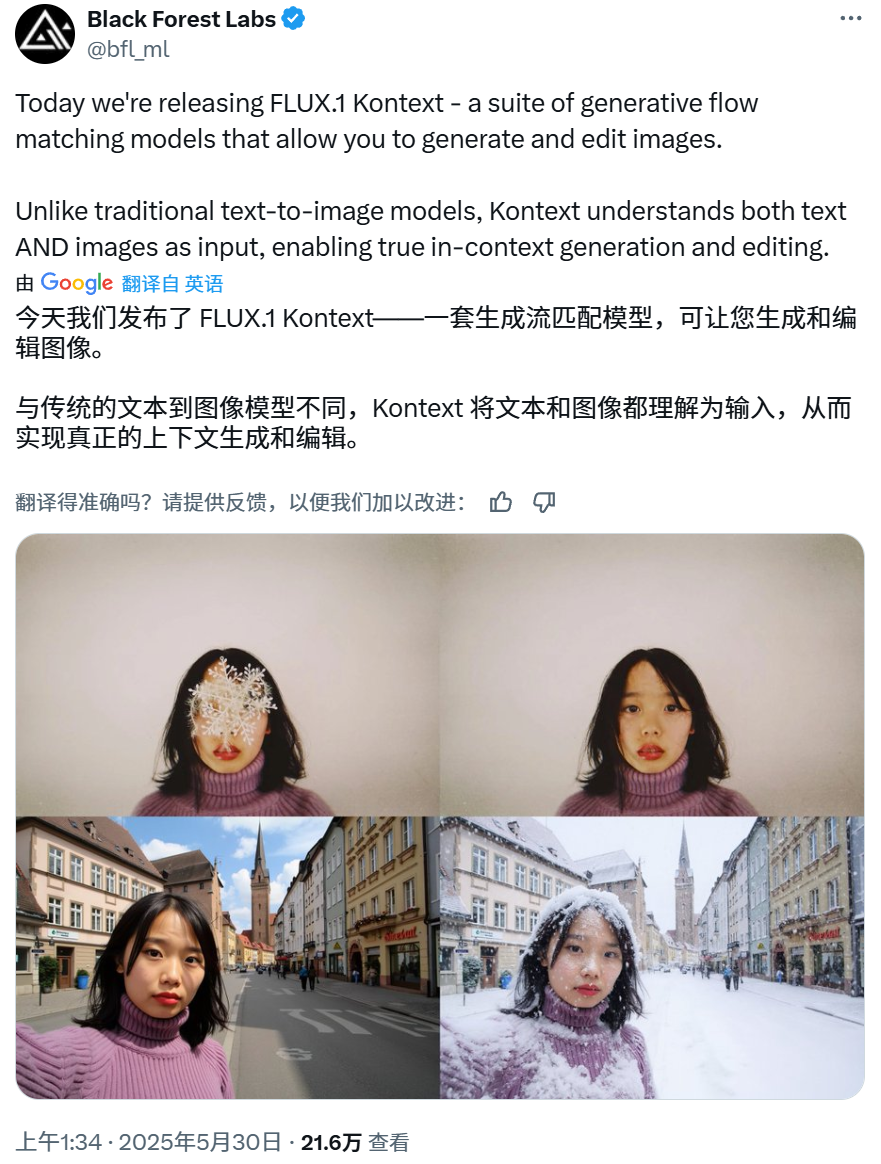 Black Forest Labs
@bfl_ml
Today we're releasing FLUX.1 Kontext - a suite of generative flow
matching models that allow you to generate and edit images.
Unlike traditional text-to-image models, Kontext understands both text
AND images as input, enabling true in-context generation and editing.
由 Google 翻译自 英语
今天我们发布了 FLUX.1 Kontext——一套生成流匹配模型，可让您生成和编
辑图像。
与传统的文本到图像模型不同，Kontext 将文本和图像都理解为输入，从而
实现真正的上下文生成和编辑。
翻译得准确吗？请提供反馈，以便我们加以改进：
上午1:34 · 2025年5月30日 · 21.6万 查看